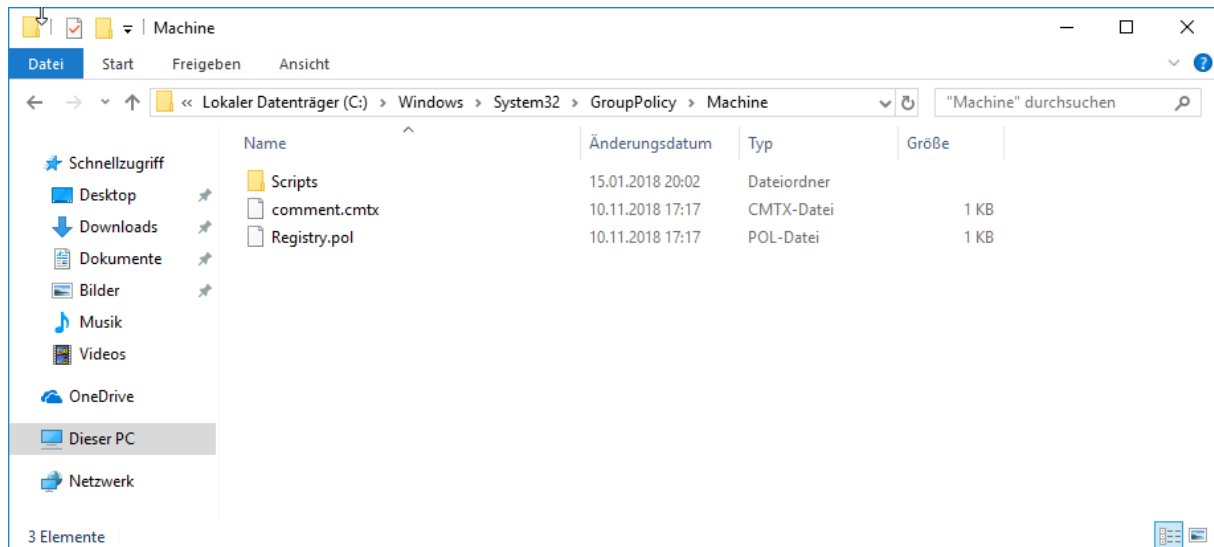 Machine
Datei Start Freigeben Ansicht
« Lokaler Datenträger (C:) › Windows › System32 › GroupPolicy › Machine "Machine" durchsuchen
Name Änderungsdatum Typ Größe
Schnellzugriff
Scripts 15.01.2018 20:02 Dateiordner
Desktop
comment.cmtx 10.11.2018 17:17 CMTX-Datei 1 KB
Downloads
Registry.pol 10.11.2018 17:17 POL-Datei 1 KB
Dokumente
Bilder
Musik
Videos
OneDrive
Dieser PC
Netzwerk
3 Elemente